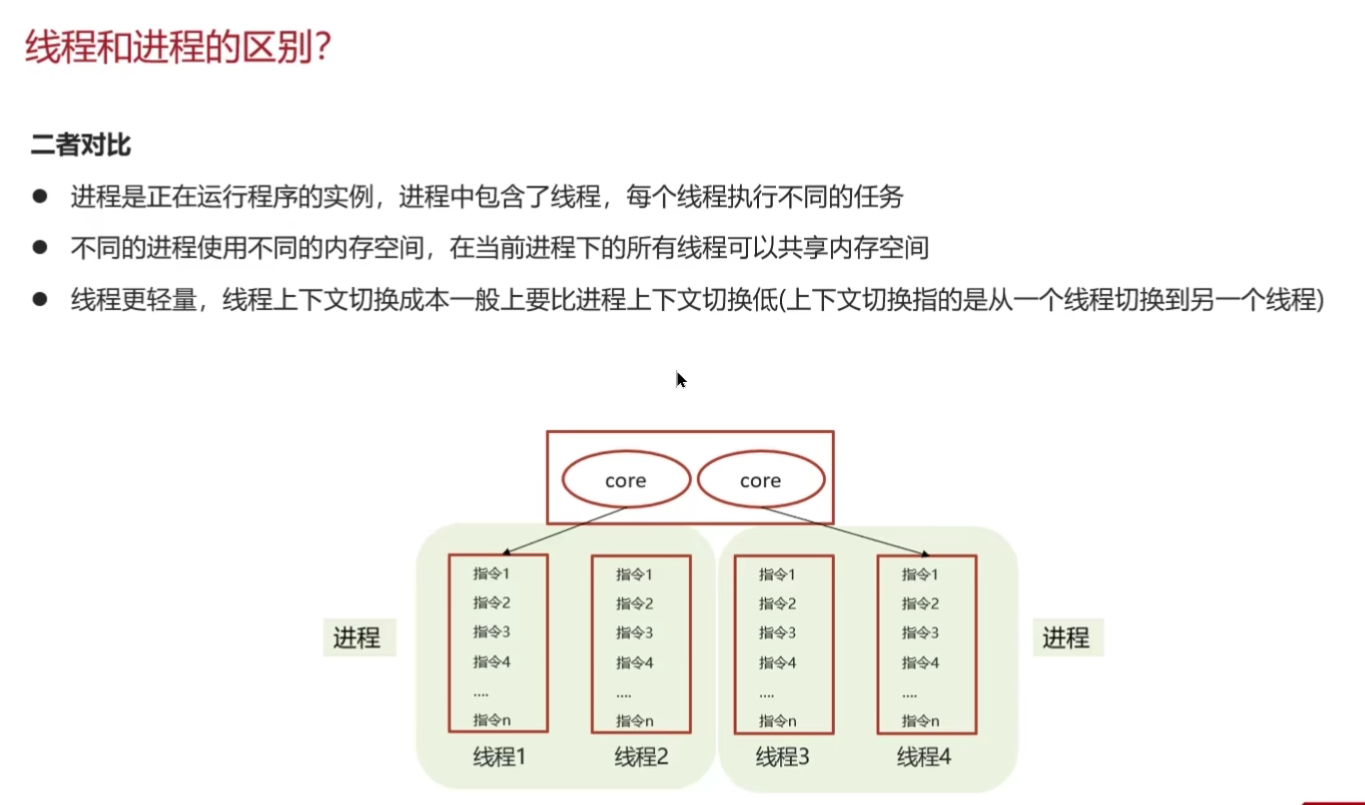 线程和进程的区别？
二者对比
● 进程是正在运行程序的实例，进程中包含了线程，每个线程执行不同的任务
● 不同的进程使用不同的内存空间，在当前进程下的所有线程可以共享内存空间
● 线程更轻量，线程上下文切换成本一般上要比进程上下文切换低(上下文切换指的是从一个线程切换到另一个线程)
core core
指令1 指令1 指令1 指令1
指令2 指令2 指令2 指令2
指令3 指令3 指令3 指令3
进程 进程
指令4 指令4 指令4 指令4
.... .... .... ....
指令n 指令n 指令n 指令n
线程1 线程2 线程3 线程4